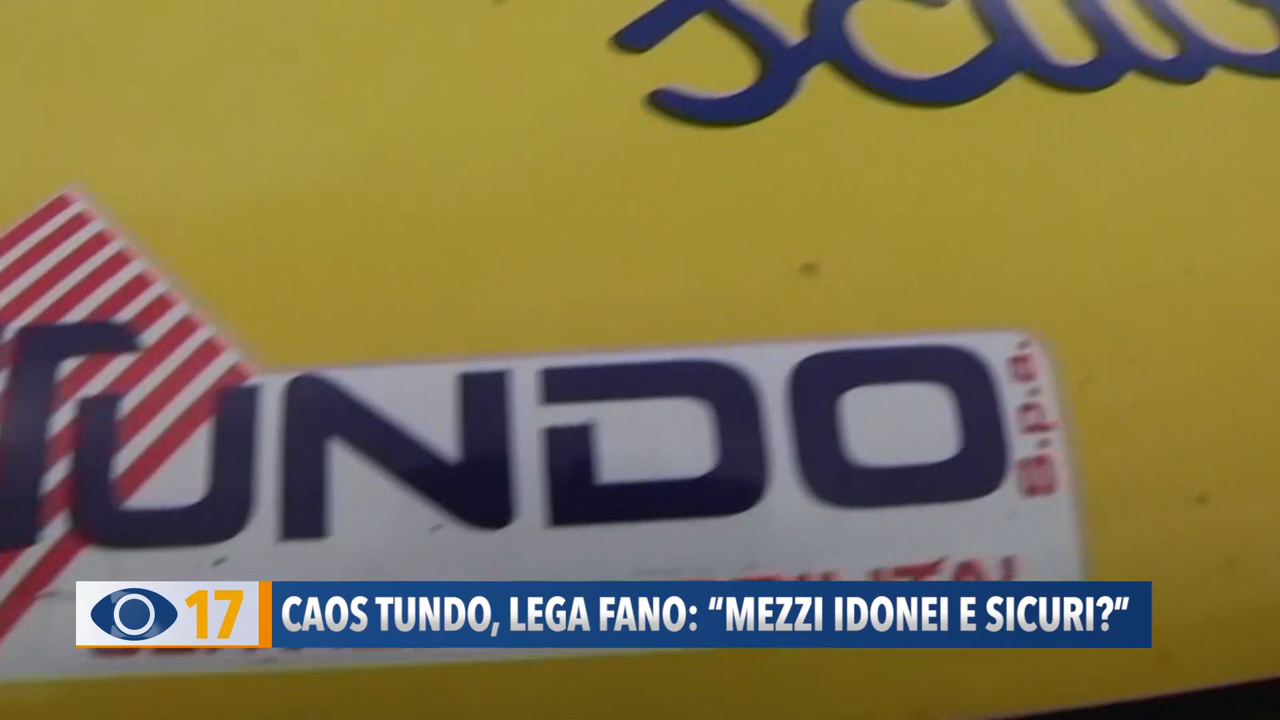 TUNDO
s.p.a.
17 CAOS TUNDO, LEGA FANO: “MEZZI IDONEI E SICURI?”